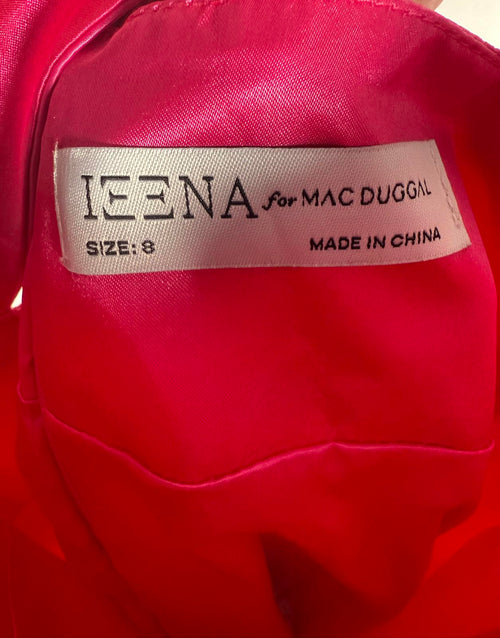 IEENA for MAC DUGGAL
SIZE: 8
MADE IN CHINA